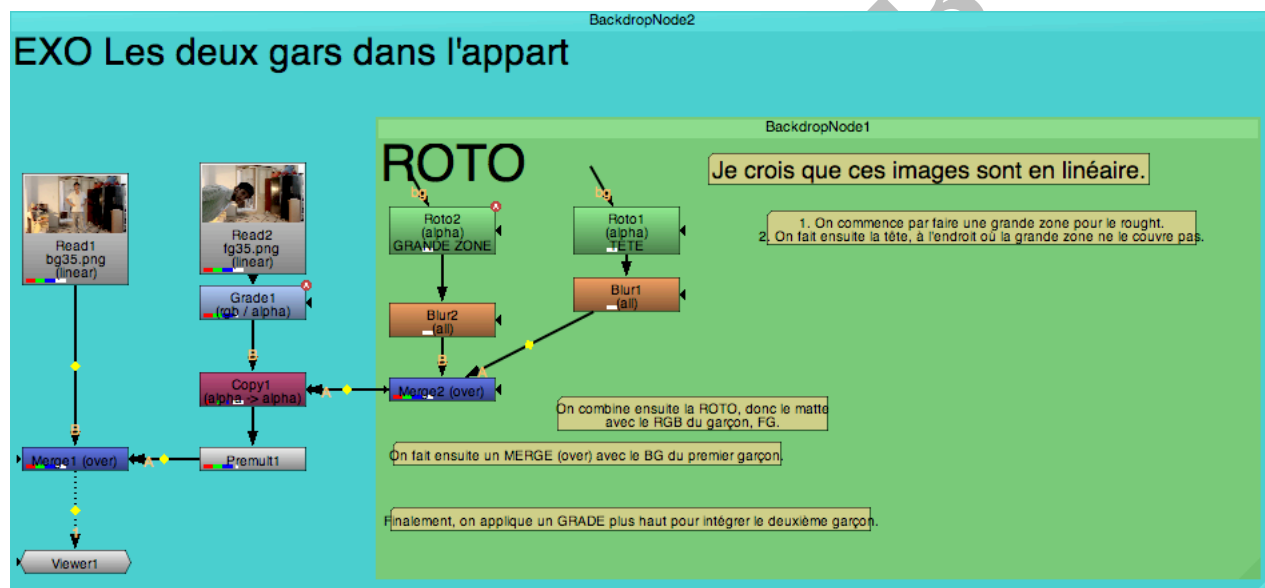 BackdropNode2
EXO Les deux gars dans l'appart
BackdropNode1
ROTO
Je crois que ces images sont en linéaire.
bg
bg
Roto2
(alpha)
GRANDE ZONE
Roto1
(alpha)
TETE
1. On commence par faire une grande zone pour le rought.
2. On fait ensuite la tête, à l'endroit où la grande zone ne le couvre pas.
Read1
bg35.png
(linear)
Read2
fg35.png
(linear)
Grade1
(rgb / alpha)
Blur2
(all)
Blur1
(all)
B
B
A
Copy1
(alpha -> alpha)
A
Merge2 (over)
On combine ensuite la ROTO, donc le matte
avec le RGB du garçon, FG.
B
Merge1 (over)
A
Premult1
On fait ensuite un MERGE (over) avec le BG du premier garçon.
Finalement, on applique un GRADE plus haut pour intégrer le deuxième garçon.
1
Viewer1